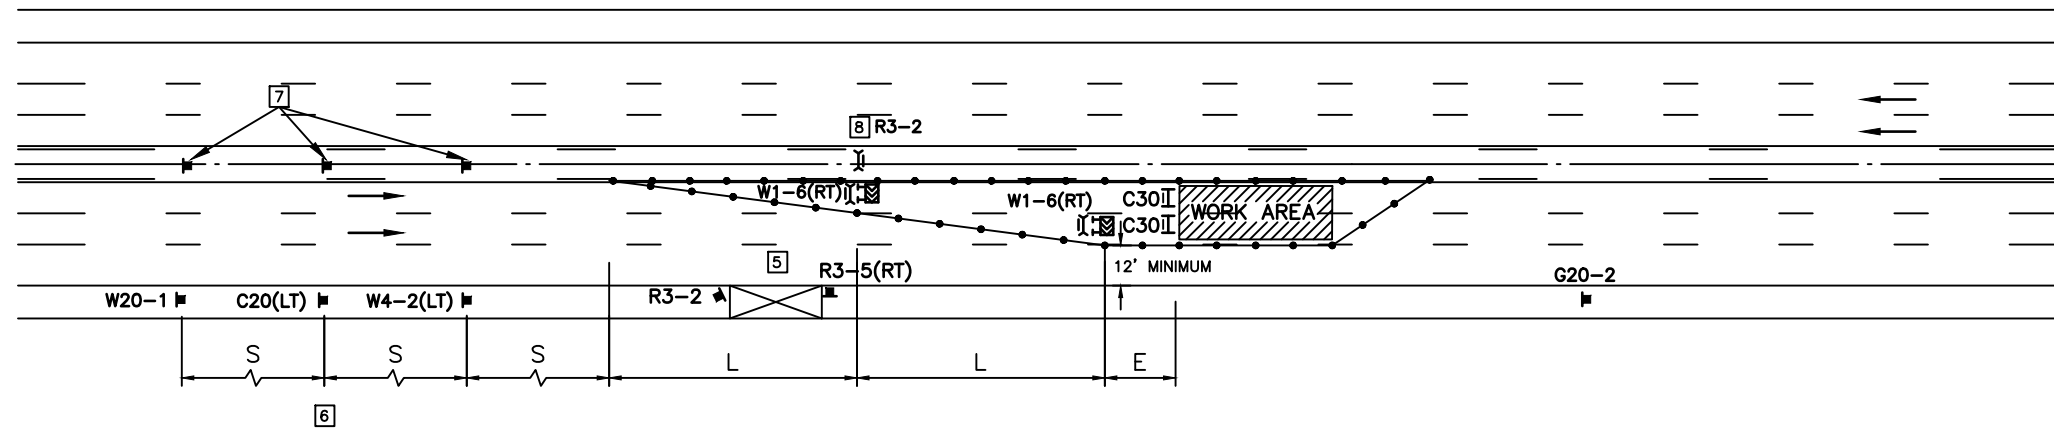 7
8 R3-2
W1-6(RT)
W1-6(RT)
C30
WORK AREA
C30
5
12' MINIMUM
R3-5(RT)
G20-2
W20-1
C20(LT)
W4-2(LT)
R3-2
S
S
S
L
L
E
6